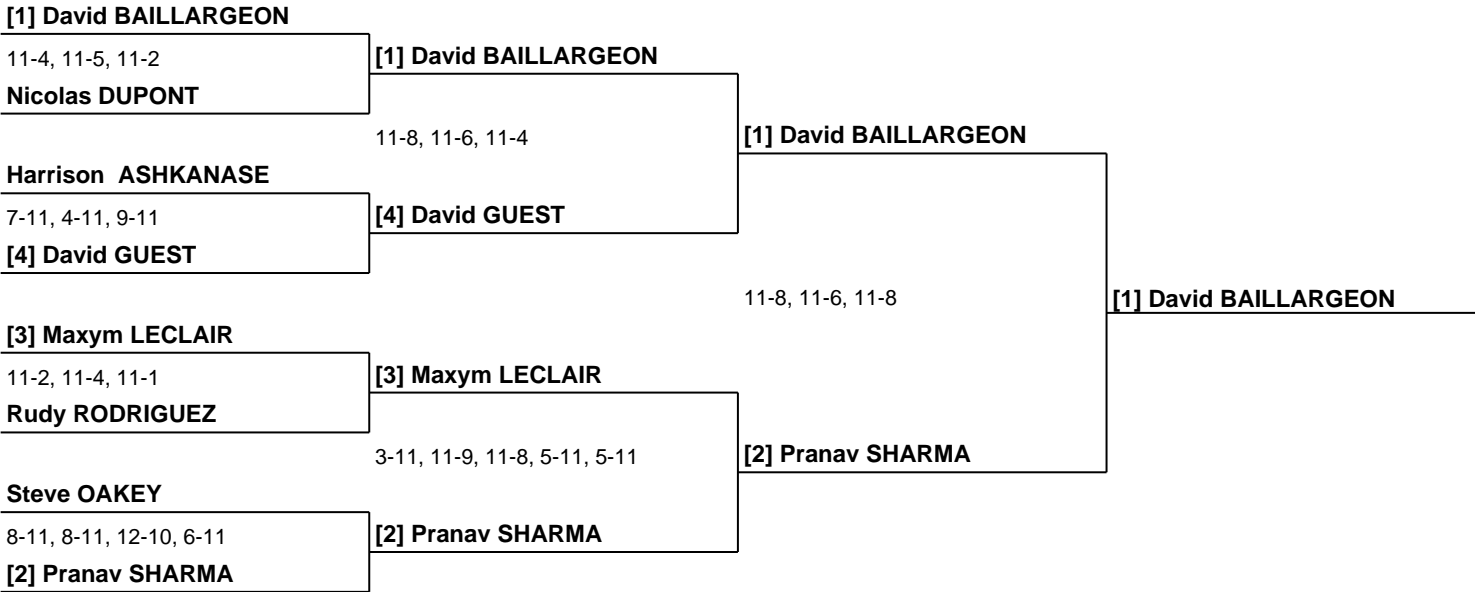 [1] David BAILLARGEON
11-4, 11-5, 11-2
[1] David BAILLARGEON
Nicolas DUPONT
11-8, 11-6, 11-4
[1] David BAILLARGEON
Harrison  ASHKANASE
7-11, 4-11, 9-11
[4] David GUEST
[4] David GUEST
11-8, 11-6, 11-8
[1] David BAILLARGEON
[3] Maxym LECLAIR
11-2, 11-4, 11-1
[3] Maxym LECLAIR
Rudy RODRIGUEZ
3-11, 11-9, 11-8, 5-11, 5-11
[2] Pranav SHARMA
Steve OAKEY
8-11, 8-11, 12-10, 6-11
[2] Pranav SHARMA
[2] Pranav SHARMA